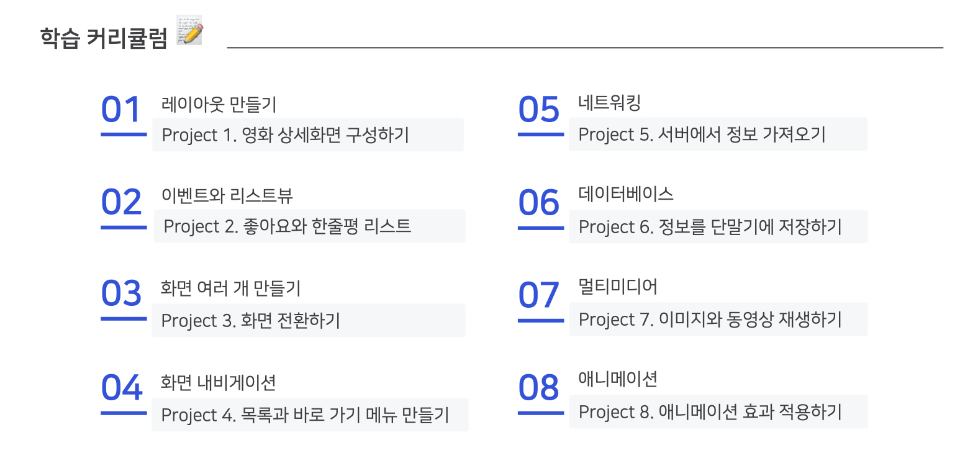 학습 커리큘럼
01
레이아웃 만들기
Project 1. 영화 상세화면 구성하기
02
이벤트와 리스트뷰
Project 2. 좋아요와 한줄평 리스트
03
화면 여러 개 만들기
Project 3. 화면 전환하기
04
화면 내비게이션
Project 4. 목록과 바로 가기 메뉴 만들기
05
네트워킹
Project 5. 서버에서 정보 가져오기
06
데이터베이스
Project 6. 정보를 단말기에 저장하기
07
멀티미디어
Project 7. 이미지와 동영상 재생하기
08
애니메이션
Project 8. 애니메이션 효과 적용하기